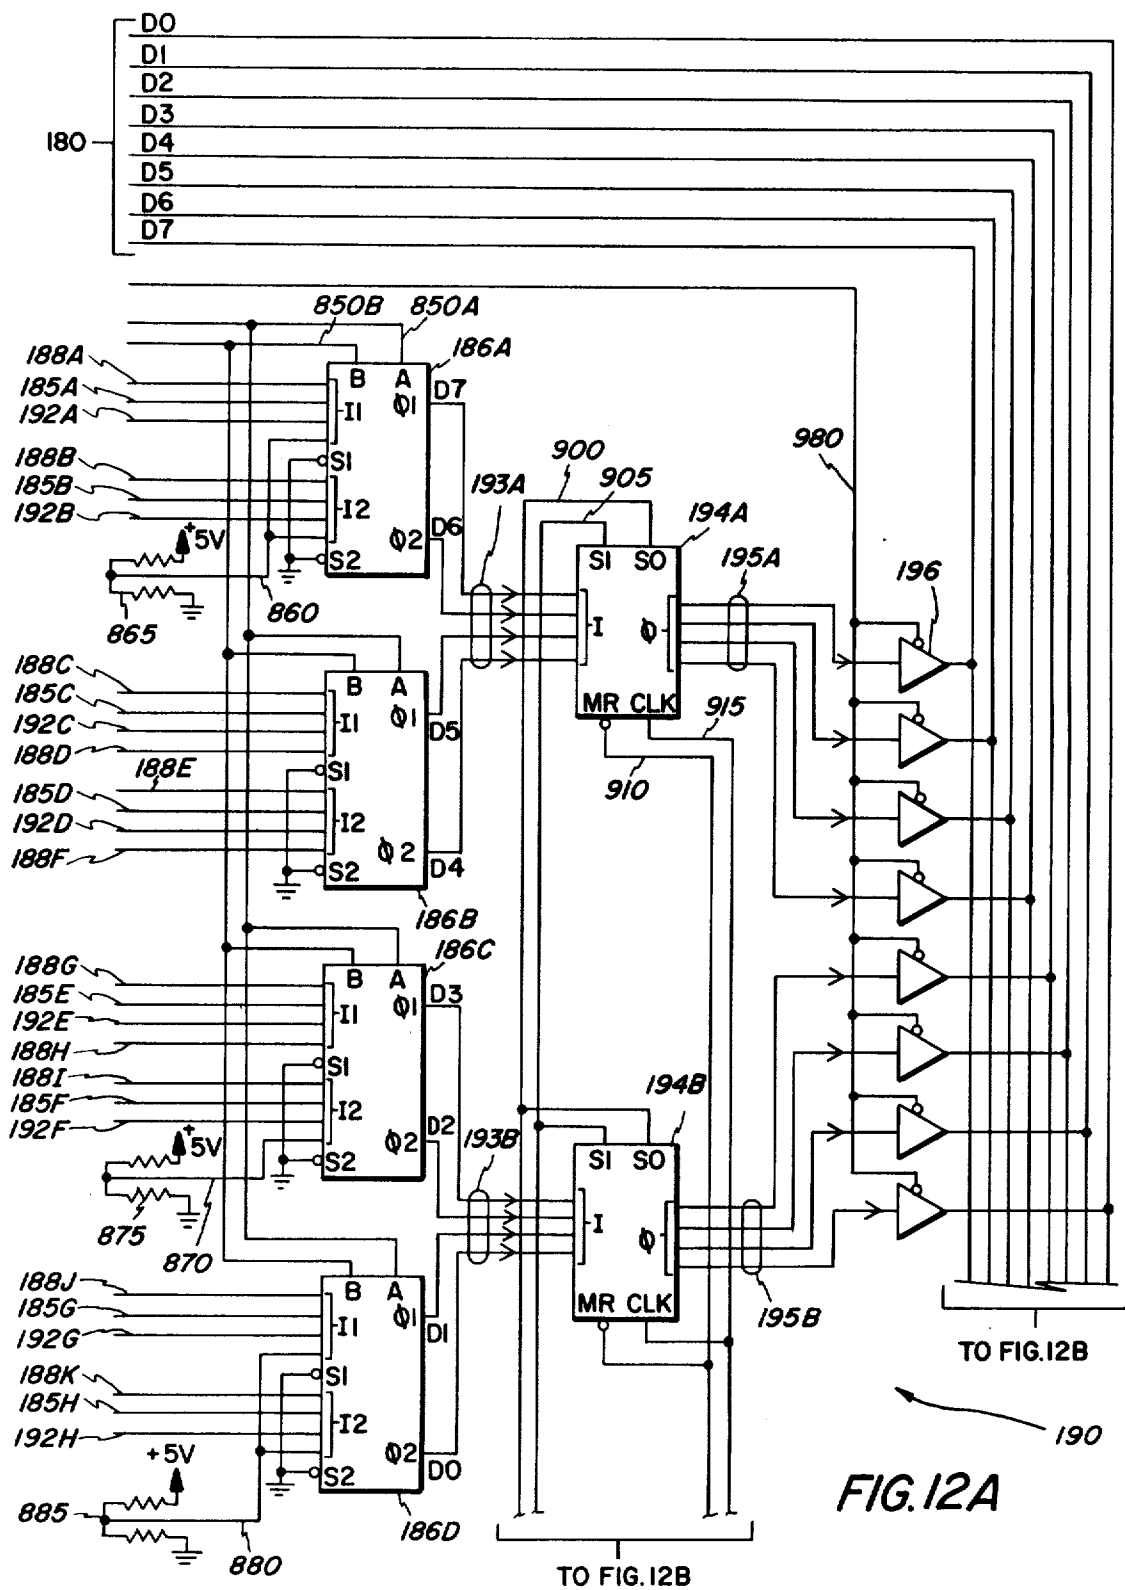 D0
D1
D2
D3
180
D4
D5
D6
D7
850B
850A
188A
186A
B A
D7
185A
I1
Φ1
192A
980
188B
S1
900
185B
193A
905
192B
I2
D6
194A
+5V
Φ2
S2
SI SO
195A
196
860
865
I
Φ
188C
B A
185C
MR CLK
915
192C
I1
Φ1
D5
188D
188E
S1
910
185D
192D
I2
188F
Φ2
D4
S2
186B
186C
188G
B A
D3
185E
I1
Φ1
192E
188H
S1
188I
194B
185F
I2
D2
192F
193B
+5V
Φ2
S2
SI SO
875
870
I
Φ
188J
B A
185G
MR CLK
195B
I1
Φ1
D1
192G
TO FIG.12B
188K
S1
185H
I2
192H
190
+5V
Φ2
D0
S2
FIG.12A
885
186D
880
TO FIG.12B